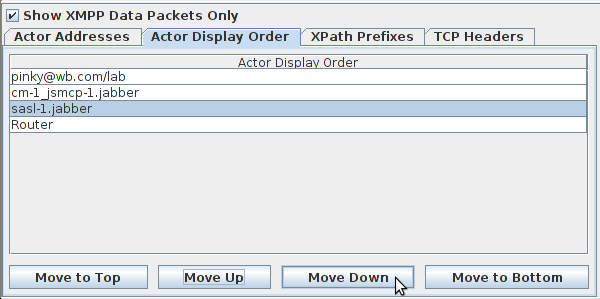 Show XMPP Data Packets Only
Actor Addresses Actor Display Order XPath Prefixes TCP Headers
Actor Display Order
pinky@wb.com/lab
cm-1_jsmcp-1.jabber
sasl-1.jabber
Router
Move to Top Move Up Move Down Move to Bottom